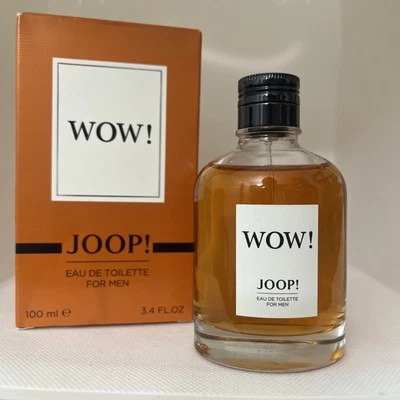 WOW!
JOOP!
EAU DE TOILETTE
FOR MEN
100 ml ℮ 3.4 FL.OZ
WOW!
JOOP!
EAU DE TOILETTE
FOR MEN